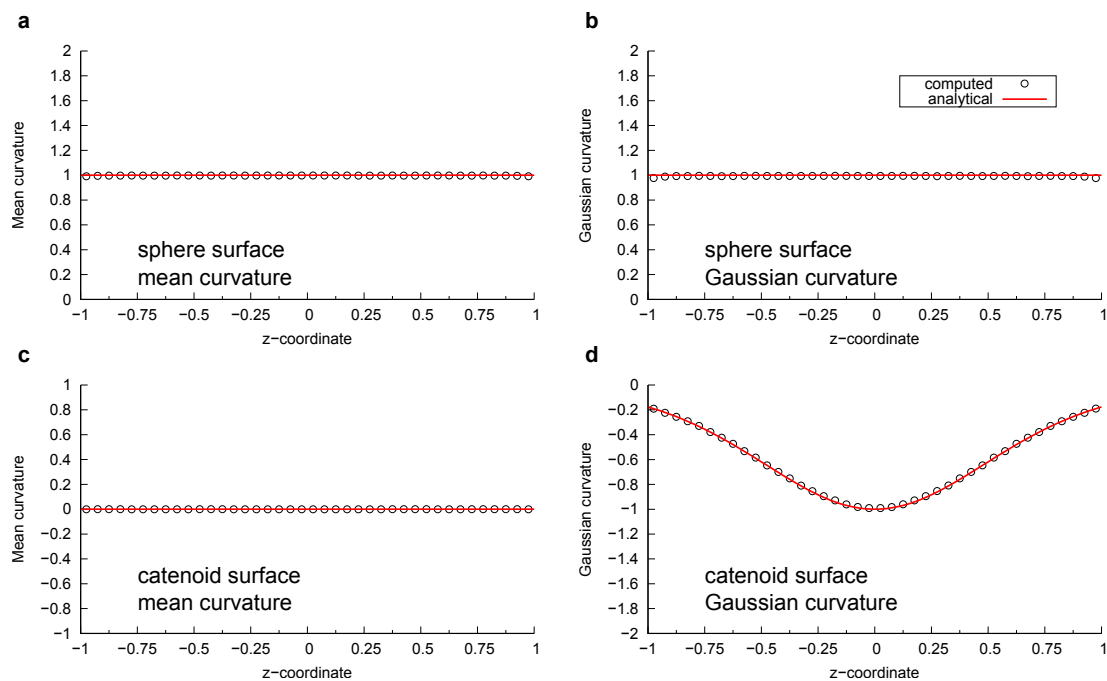 a
2
1.8
1.6
1.4
1.2
1
0.8
0.6
0.4
0.2
0
Mean curvature
sphere surface
mean curvature
−1 −0.75 −0.5 −0.25 0 0.25 0.5 0.75 1
z−coordinate
b
2
1.8
1.6
1.4
1.2
1
0.8
0.6
0.4
0.2
0
Gaussian curvature
computed
analytical
sphere surface
Gaussian curvature
−1 −0.75 −0.5 −0.25 0 0.25 0.5 0.75 1
z−coordinate
c
1
0.8
0.6
0.4
0.2
0
−0.2
−0.4
−0.6
−0.8
−1
Mean curvature
catenoid surface
mean curvature
−1 −0.75 −0.5 −0.25 0 0.25 0.5 0.75 1
z−coordinate
d
0
−0.2
−0.4
−0.6
−0.8
−1
−1.2
−1.4
−1.6
−1.8
−2
Gaussian curvature
catenoid surface
Gaussian curvature
−1 −0.75 −0.5 −0.25 0 0.25 0.5 0.75 1
z−coordinate